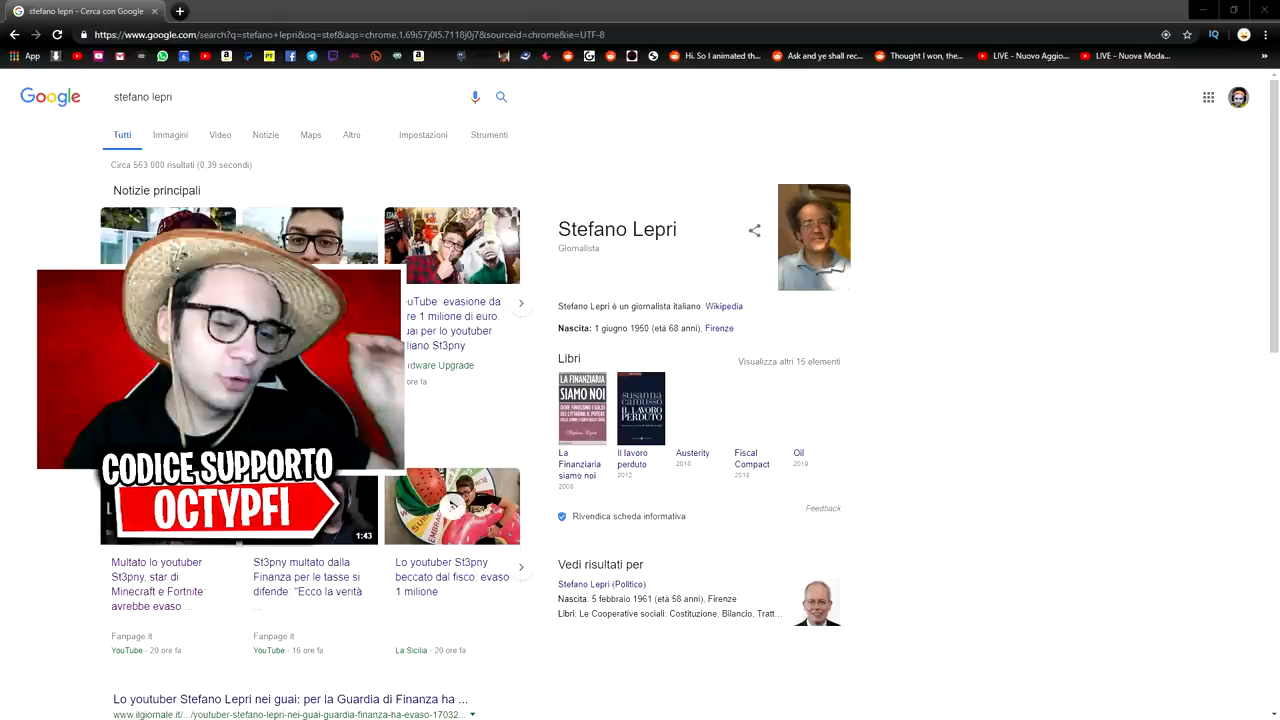 stefano lepri - Cerca con Google
https://www.google.com/search?q=stefano+lepri&oq=stef&aqs=chrome.1.69i57j0l5.7118j0j7&sourceid=chrome&ie=UTF-8
App
Hi, So I animated th...
Ask and ye shall rec...
Thought I won, the...
LIVE - Nuovo Aggio...
LIVE - Nuova Moda...
Google
stefano lepri
Tutti Immagini Video Notizie Maps Altro Impostazioni Strumenti
Circa 563 000 risultati (0,39 secondi)
Notizie principali
uTube: evasione da
re 1 milione di euro.
uai per lo youtuber
liano St3pny
rdware Upgrade
ore fa
CODICE SUPPORTO
OCTYPFI
1:43
Multato lo youtuber
St3pny, star di
Minecraft e Fortnite:
avrebbe evaso ...
Fanpage it
YouTube - 20 ore fa
St3pny multato dalla
Finanza per le tasse si
difende: "Ecco la verità
...
Fanpage it
YouTube - 16 ore fa
Lo youtuber St3pny
beccato dal fisco: evaso
1 milione
La Sicilia - 20 ore fa
Lo youtuber Stefano Lepri nei guai: per la Guardia di Finanza ha ...
www.ilgiornale.it/.../youtuber-stefano-lepri-nei-guai-guardia-finanza-ha-evaso-17032...
Stefano Lepri
Giornalista
Stefano Lepri è un giornalista italiano. Wikipedia
Nascita: 1 giugno 1950 (età 68 anni), Firenze
Libri
Visualizza altri 15 elementi
LA FINANZIARIA
SIAMO NOI
susanna
camusso
IL LAVORO
PERDUTO
La
Finanziaria
siamo noi
Il lavoro
perduto
2012
Austerity
2018
Fiscal
Compact
2018
Oil
2019
Rivendica scheda informativa
Feedback
Vedi risultati per
Stefano Lepri (Politico)
Nascita: 5 febbraio 1961 (età 58 anni), Firenze
Libri: Le Cooperative sociali: Costituzione, Bilancio, Tratt...